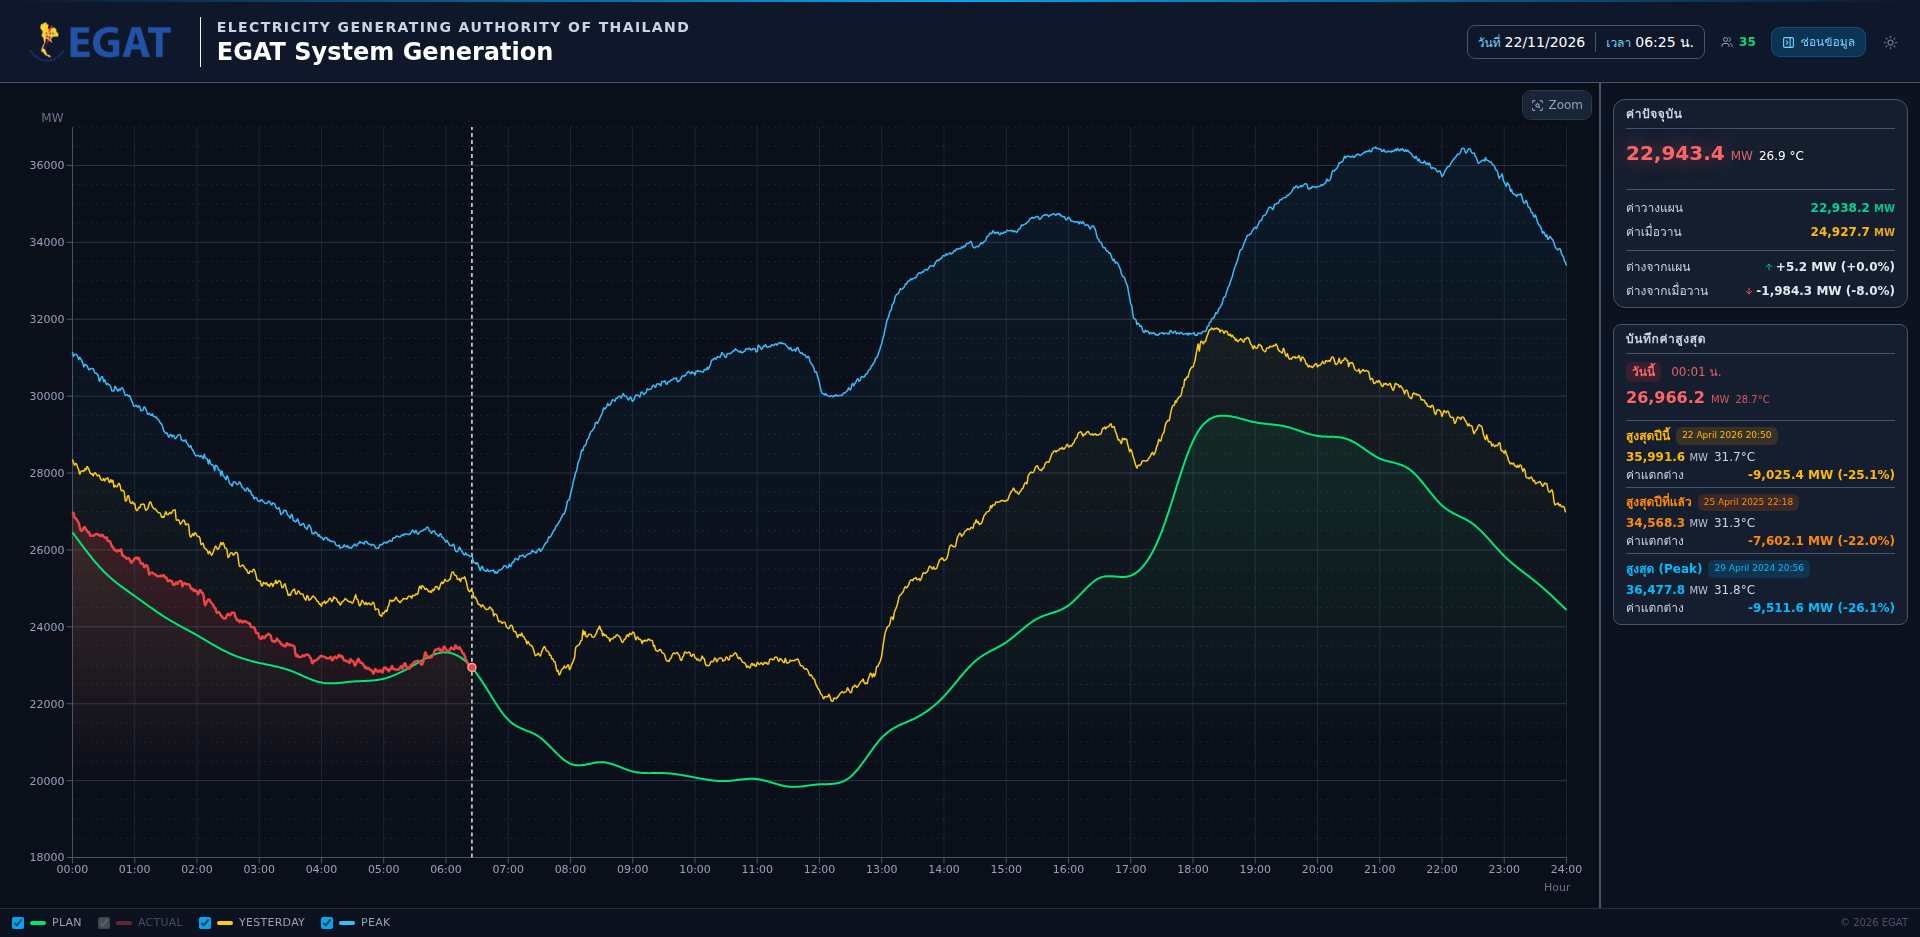 EGAT
ELECTRICITY GENERATING AUTHORITY OF THAILAND
EGAT System Generation
วันที่ 22/11/2026 เวลา 06:25 น.
35
ซ่อนข้อมูล
Zoom
MW
36000
34000
32000
30000
28000
26000
24000
22000
20000
18000
00:00 01:00 02:00 03:00 04:00 05:00 06:00 07:00 08:00 09:00 10:00 11:00 12:00 13:00 14:00 15:00 16:00 17:00 18:00 19:00 20:00 21:00 22:00 23:00 24:00
Hour
ค่าปัจจุบัน
22,943.4 MW 26.9 °C
ค่าวางแผน 22,938.2 MW
ค่าเมื่อวาน 24,927.7 MW
ต่างจากแผน +5.2 MW (+0.0%)
ต่างจากเมื่อวาน -1,984.3 MW (-8.0%)
บันทึกค่าสูงสุด
วันนี้ 00:01 น.
26,966.2 MW 28.7°C
สูงสุดปีนี้ 22 April 2026 20:50
35,991.6 MW 31.7°C
ค่าแตกต่าง -9,025.4 MW (-25.1%)
สูงสุดปีที่แล้ว 25 April 2025 22:18
34,568.3 MW 31.3°C
ค่าแตกต่าง -7,602.1 MW (-22.0%)
สูงสุด (Peak) 29 April 2024 20:56
36,477.8 MW 31.8°C
ค่าแตกต่าง -9,511.6 MW (-26.1%)
PLAN ACTUAL YESTERDAY PEAK
© 2026 EGAT